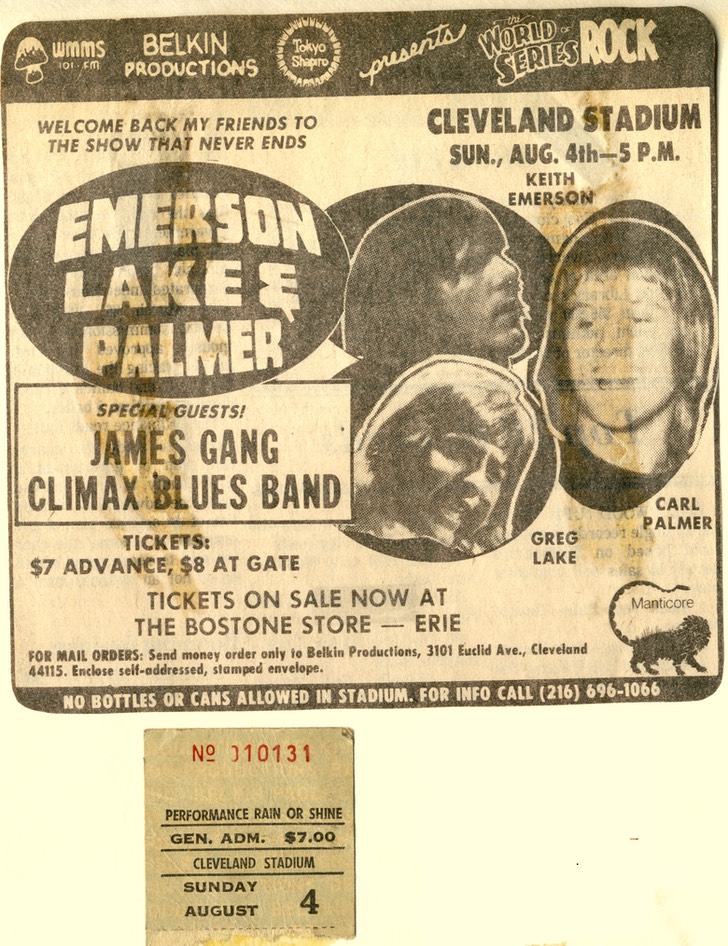 WMMS
101 · FM
BELKIN
PRODUCTIONS
Tokyo
Shapiro
presents
the
WORLD
SERIES OF
ROCK
WELCOME BACK MY FRIENDS TO
THE SHOW THAT NEVER ENDS
CLEVELAND STADIUM
SUN., AUG. 4th—5 P.M.
EMERSON
LAKE &
PALMER
KEITH
EMERSON
SPECIAL GUESTS!
JAMES GANG
CLIMAX BLUES BAND
GREG
LAKE
CARL
PALMER
TICKETS:
$7 ADVANCE, $8 AT GATE
TICKETS ON SALE NOW AT
THE BOSTONE STORE — ERIE
Manticore
FOR MAIL ORDERS: Send money order only to Belkin Productions, 3101 Euclid Ave., Cleveland
44115. Enclose self-addressed, stamped envelope.
NO BOTTLES OR CANS ALLOWED IN STADIUM. FOR INFO CALL (216) 696-1066
Nº 010131
PERFORMANCE RAIN OR SHINE
GEN. ADM. $7.00
CLEVELAND STADIUM
SUNDAY
AUGUST 4